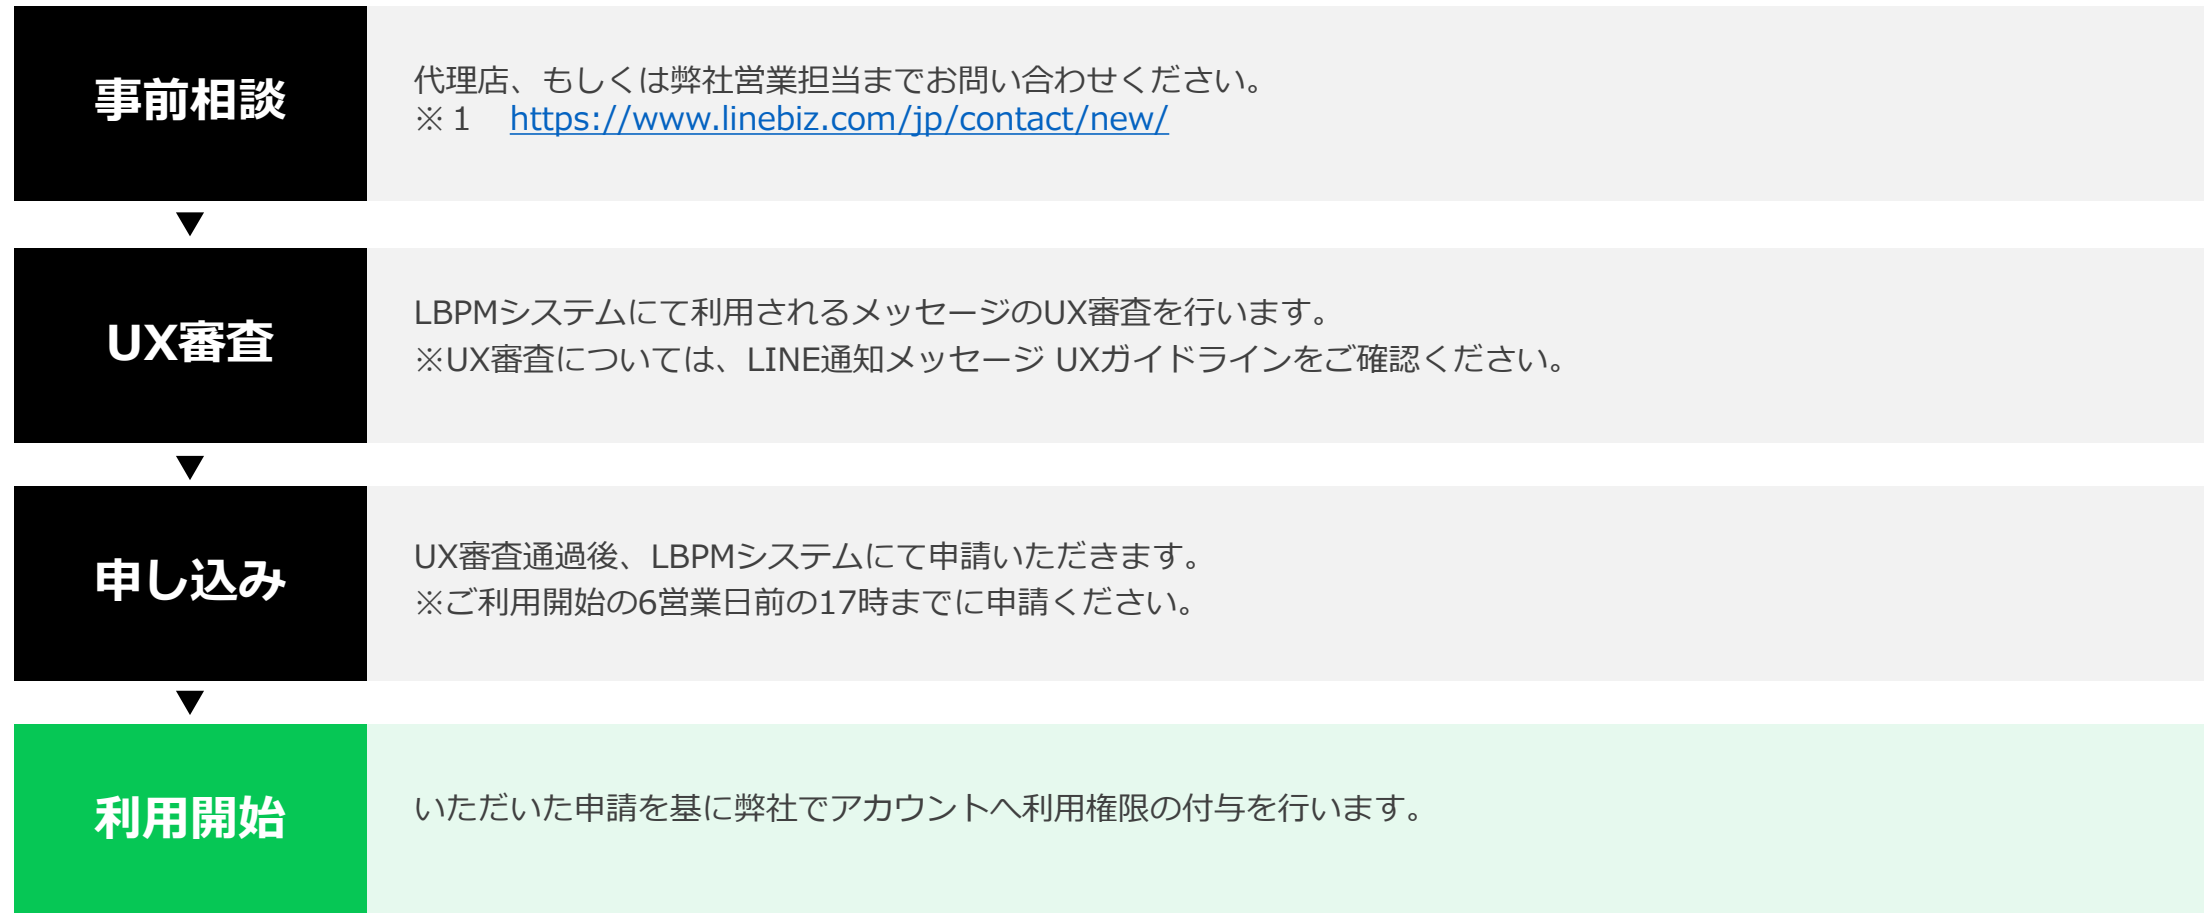 事前相談
代理店、もしくは弊社営業担当までお問い合わせください。
※１　https://www.linebiz.com/jp/contact/new/
▼
UX審査
LBPMシステムにて利用されるメッセージのUX審査を行います。
※UX審査については、LINE通知メッセージ UXガイドラインをご確認ください。
▼
申し込み
UX審査通過後、LBPMシステムにて申請いただきます。
※ご利用開始の6営業日前の17時までに申請ください。
▼
利用開始
いただいた申請を基に弊社でアカウントへ利用権限の付与を行います。